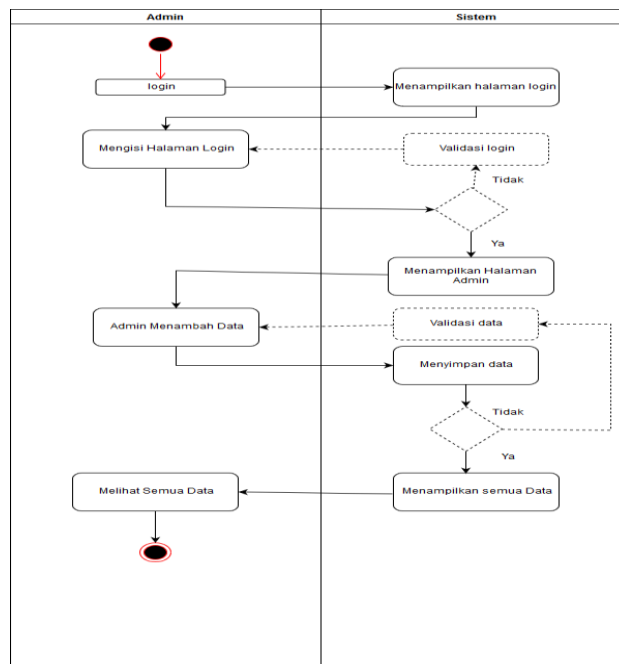 Admin
Sistem
login
Menampilkan halaman login
Mengisi Halaman Login
Validasi login
Tidak
Ya
Menampilkan Halaman
Admin
Admin Menambah Data
Validasi data
Menyimpan data
Tidak
Ya
Melihat Semua Data
Menampilkan semua Data